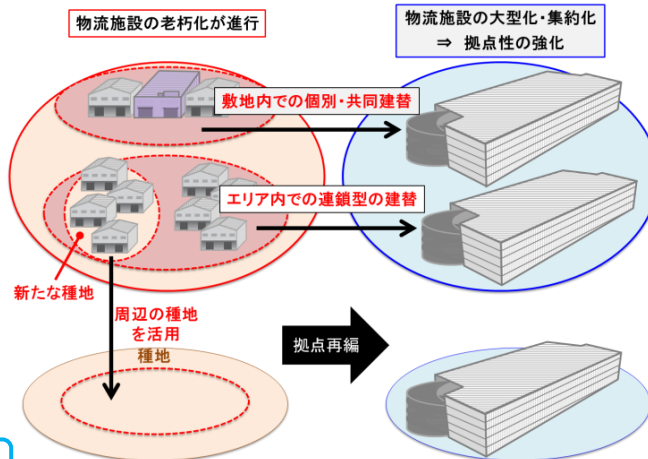 物流施設の老朽化が進行
物流施設の大型化・集約化
⇒ 拠点性の強化
敷地内での個別・共同建替
エリア内での連鎖型の建替
新たな種地
周辺の種地
を活用
種地
拠点再編